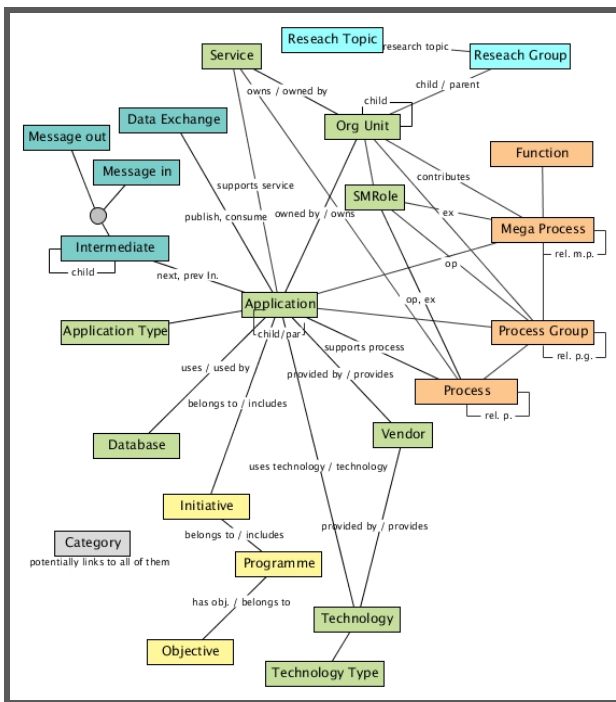 Reseach Topic
research topic
Service
Reseach Group
owns / owned by
child / parent
child
Data Exchange
Org Unit
Message out
Function
Message in
contributes
supports service
SMRole
publish, consume
owned by / owns
ex
Mega Process
Intermediate
rel. m.p.
child
op
next, prev In.
Application
op, ex
Application Type
child/par
Process Group
supports process
rel. p.g.
uses / used by
provided by / provides
Process
belongs to / includes
rel. p.
Database
Vendor
uses technology / technology
Initiative
provided by / provides
belongs to / includes
Category
potentially links to all of them
Programme
has obj. / belongs to
Technology
Objective
Technology Type